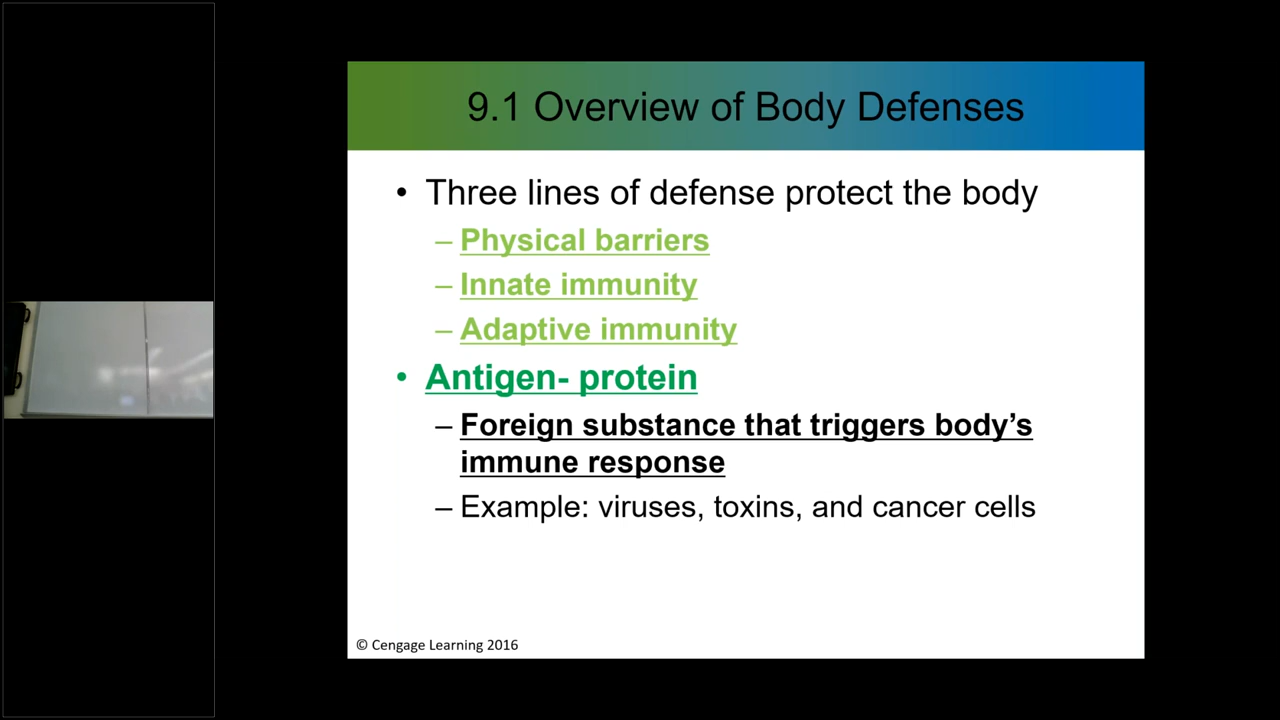 9.1 Overview of Body Defenses
• Three lines of defense protect the body
– Physical barriers
– Innate immunity
– Adaptive immunity
• Antigen- protein
– Foreign substance that triggers body’s
immune response
– Example: viruses, toxins, and cancer cells
© Cengage Learning 2016